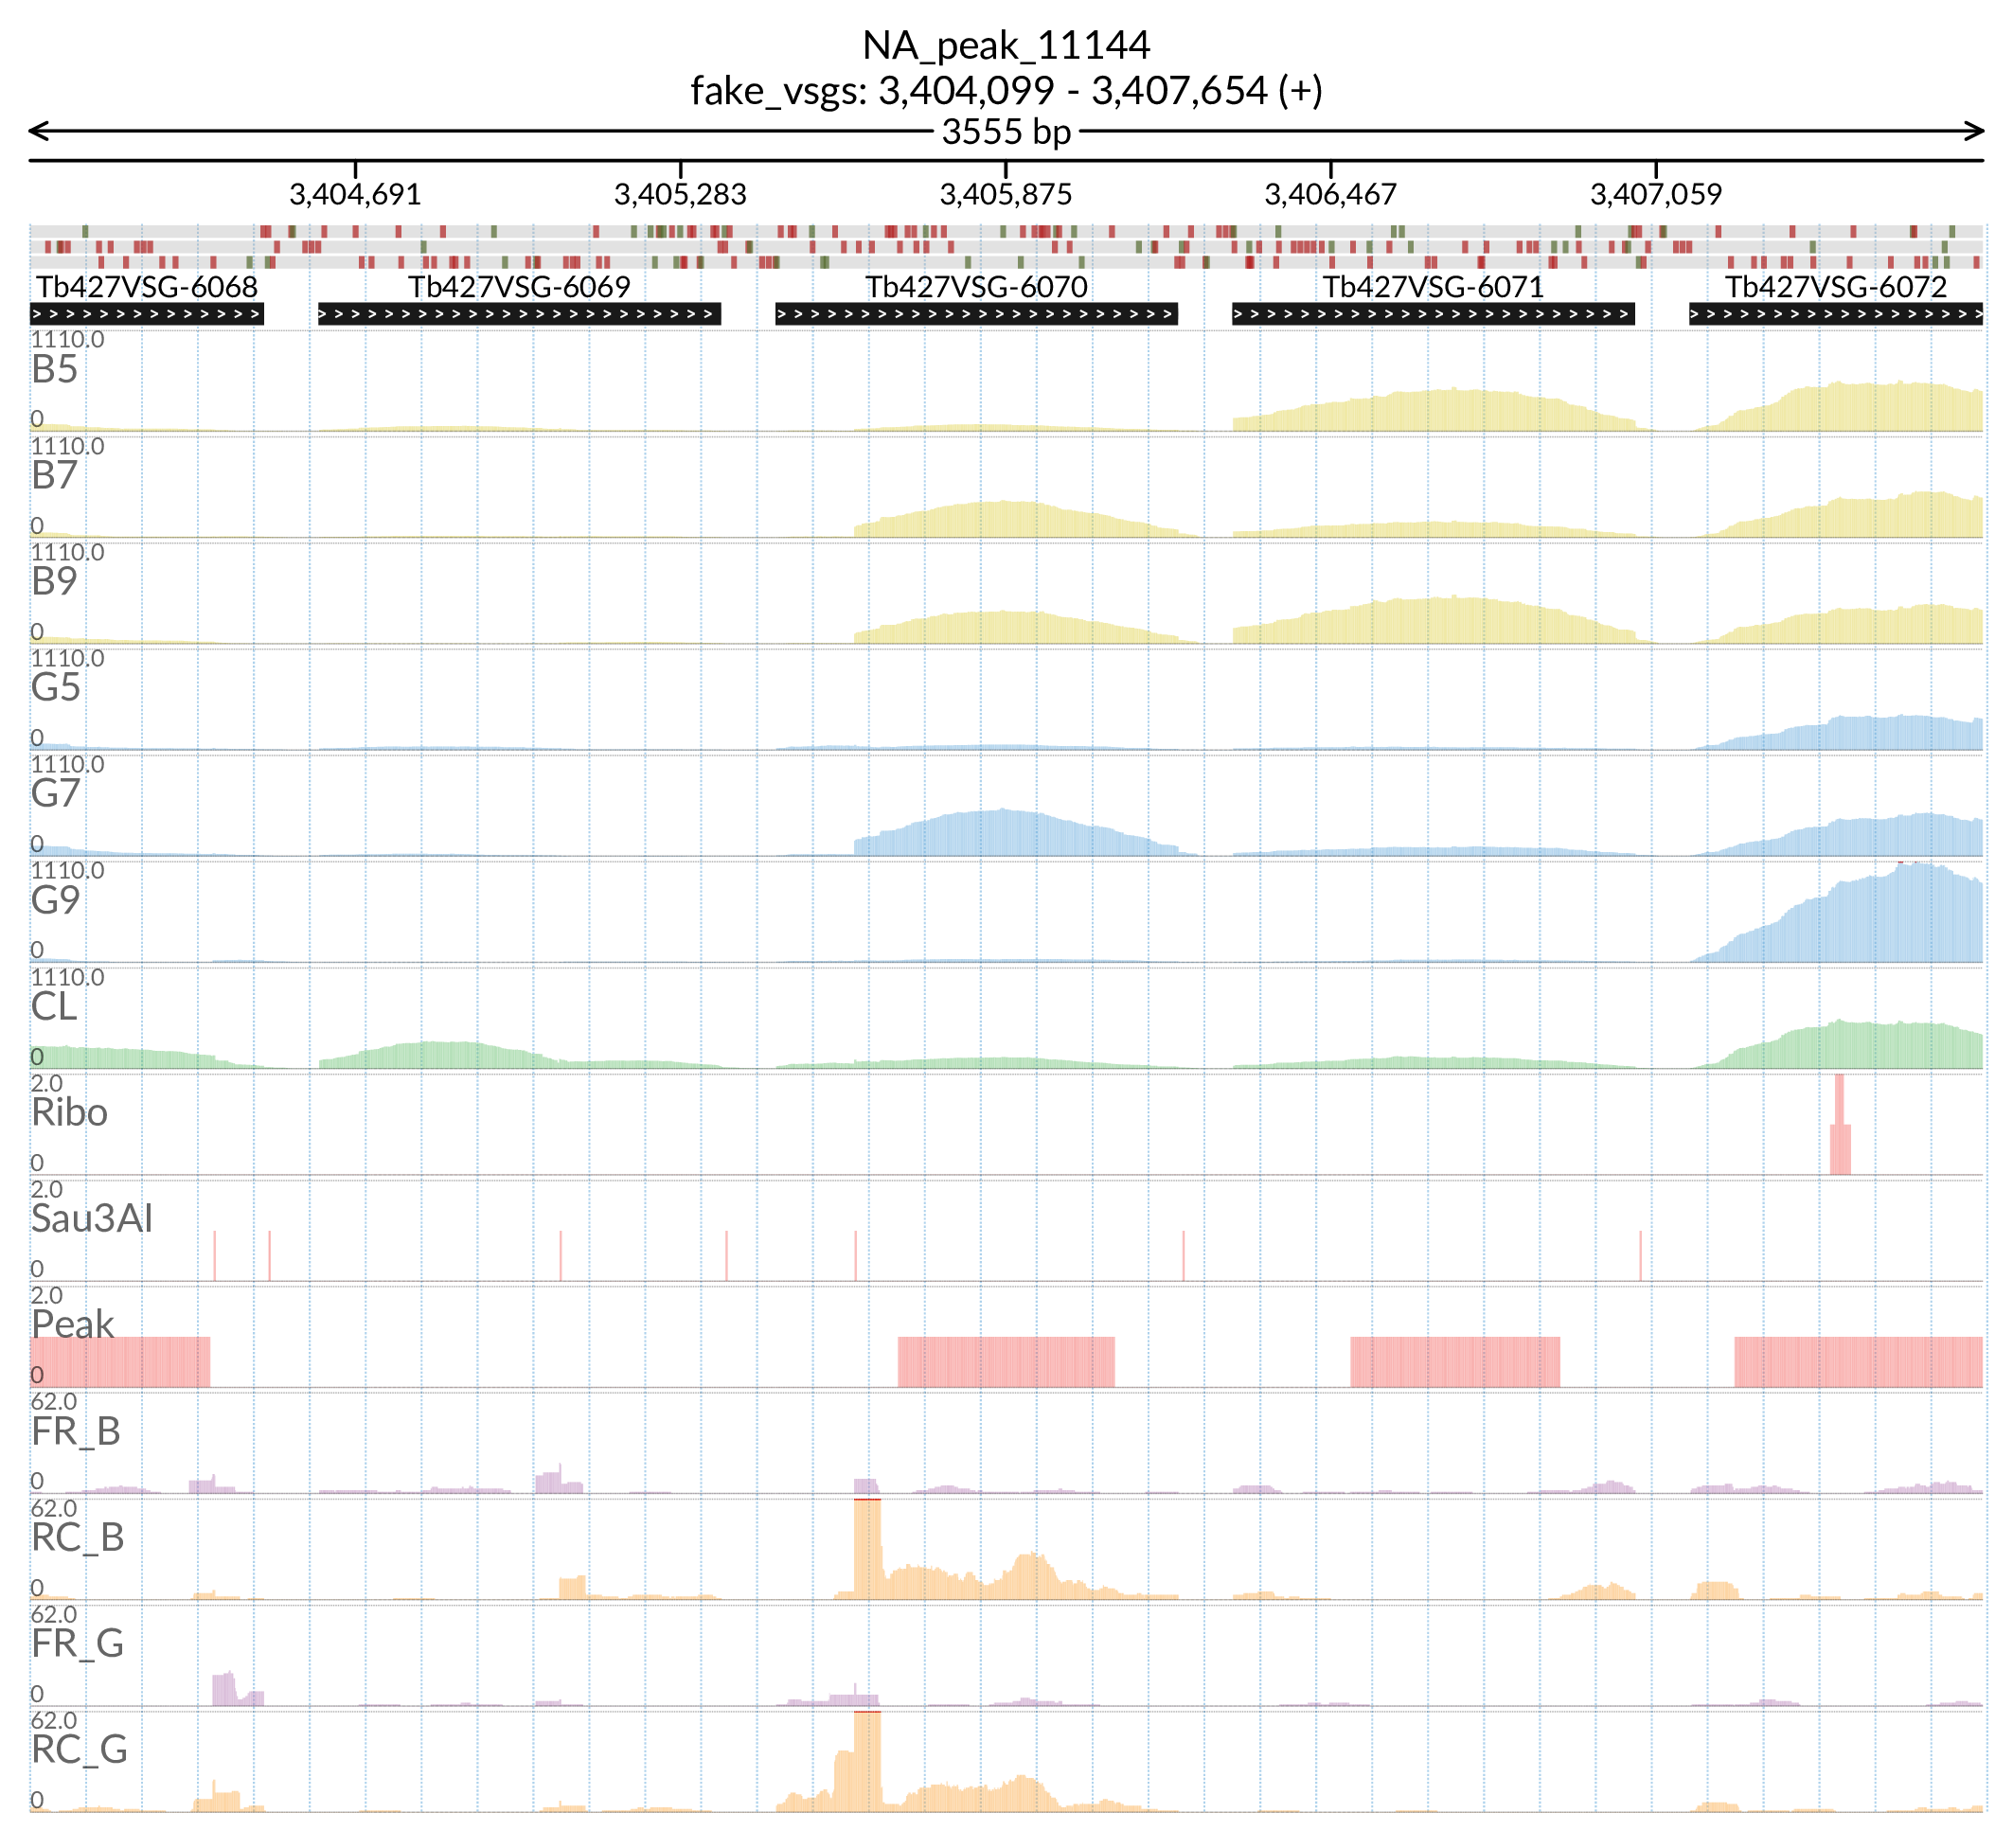 NA_peak_11144
fake_vsgs: 3,404,099 - 3,407,654 (+)
3555 bp
3,404,691 3,405,283 3,405,875 3,406,467 3,407,059
Tb427VSG-6068 Tb427VSG-6069 Tb427VSG-6070 Tb427VSG-6071 Tb427VSG-6072
1110.0
B5
0
1110.0
B7
0
1110.0
B9
0
1110.0
G5
0
1110.0
G7
0
1110.0
G9
0
1110.0
CL
0
2.0
Ribo
0
2.0
Sau3AI
0
2.0
Peak
0
62.0
FR_B
0
62.0
RC_B
0
62.0
FR_G
0
62.0
RC_G
0